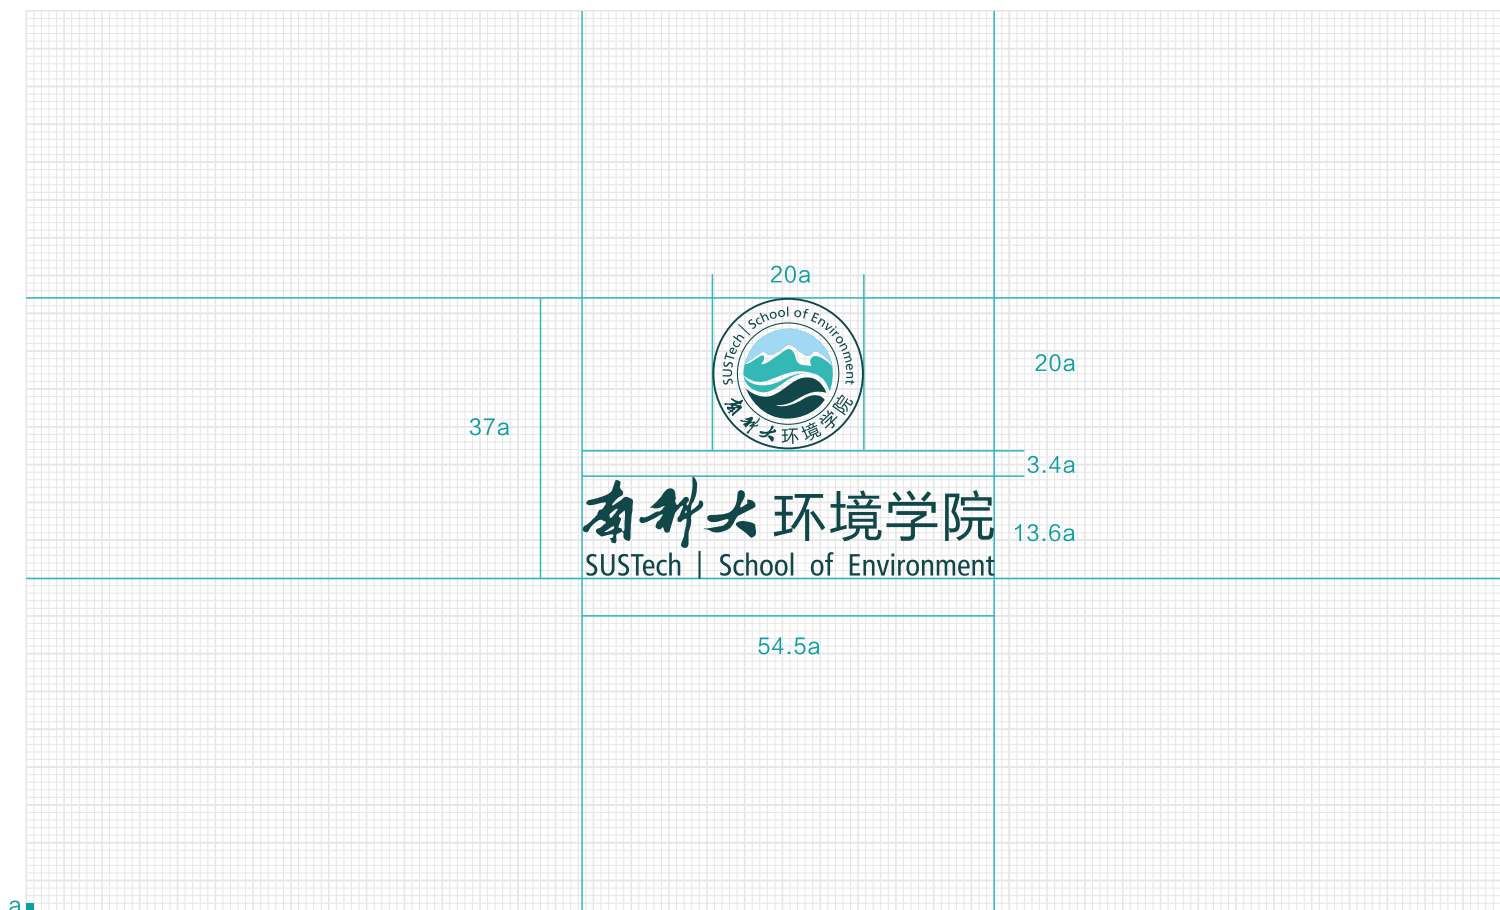 20a
SUSTech | School of Environment
南科大环境学院
20a
37a
3.4a
南科大环境学院
13.6a
SUSTech | School of Environment
54.5a
a